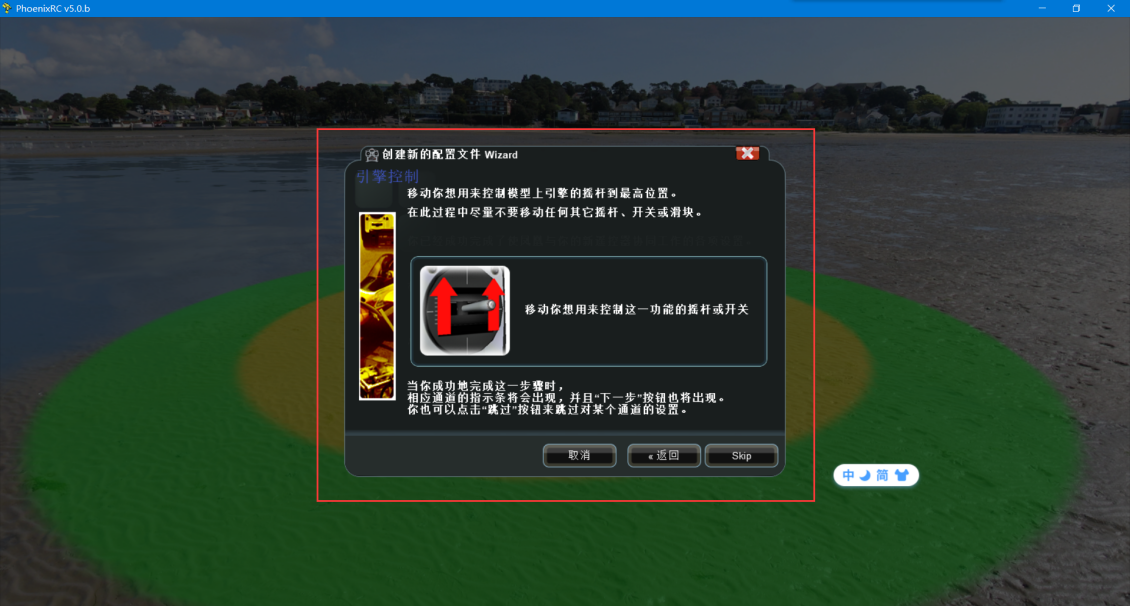 PhoenixRC v5.0.b
创建新的配置文件 Wizard
引擎控制
移动你想用来控制模型上引擎的摇杆到最高位置。
在此过程中尽量不要移动任何其它摇杆、开关或滑块。
移动你想用来控制这一功能的摇杆或开关
当你成功地完成这一步骤时，
相应通道的指示条将会出现，并且“下一步”按钮也将出现。
你也可以点击“跳过”按钮来跳过对某个通道的设置。
取消
« 返回
Skip
中 简